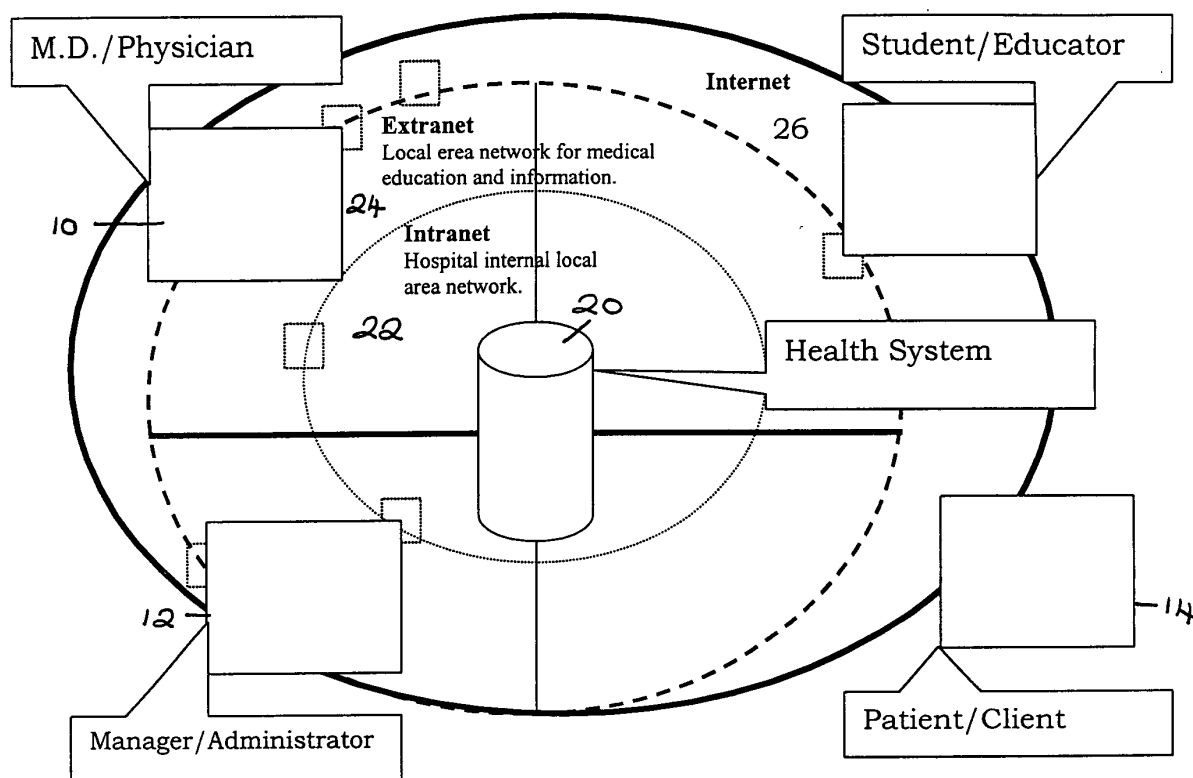 M.D./Physician
Student/Educator
Internet
26
Extranet
Local erea network for medical
education and information.
10
24
Intranet
Hospital internal local
area network.
22
20
Health System
12
14
Manager/Administrator
Patient/Client